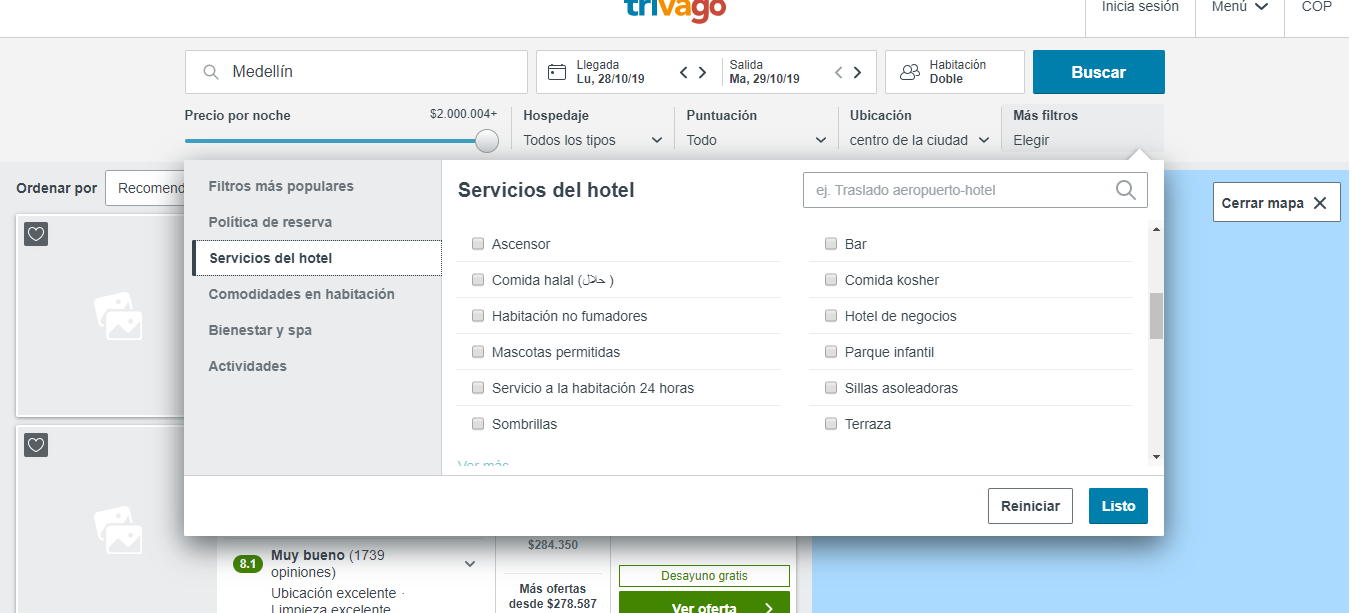 trivago
Inicia sesión
Menú
COP
Medellín
Llegada
Lu, 28/10/19
Salida
Ma, 29/10/19
Habitación
Doble
Buscar
Precio por noche
$2.000.004+
Hospedaje
Todos los tipos
Puntuación
Todo
Ubicación
centro de la ciudad
Más filtros
Elegir
Ordenar por
Recomend
Cerrar mapa
Filtros más populares
Política de reserva
Servicios del hotel
Comodidades en habitación
Bienestar y spa
Actividades
Servicios del hotel
ej. Traslado aeropuerto-hotel
Ascensor
Bar
Comida halal (حلال )
Comida kosher
Habitación no fumadores
Hotel de negocios
Mascotas permitidas
Parque infantil
Servicio a la habitación 24 horas
Sillas asoleadoras
Sombrillas
Terraza
Ver más
Reiniciar
Listo
8.1
Muy bueno (1739
opiniones)
Ubicación excelente ·
Limpieza excelente
$284.350
Más ofertas
desde $278.587
Desayuno gratis
Ver oferta